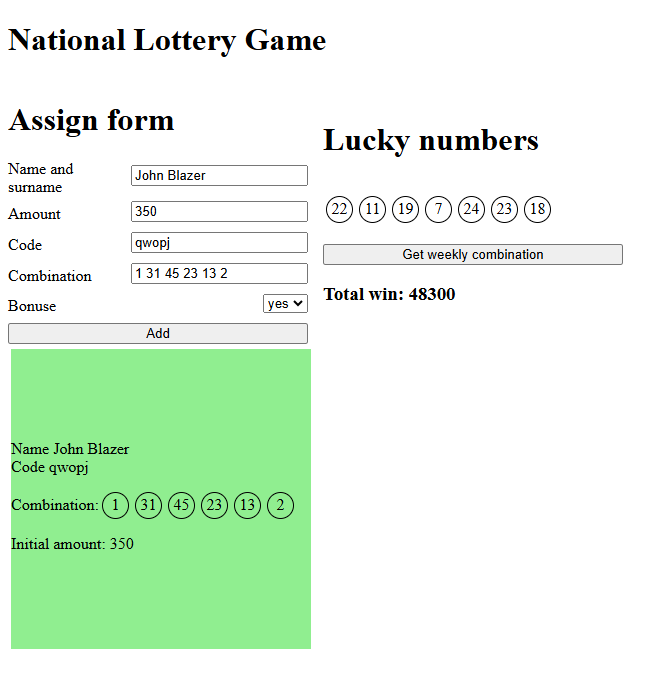 National Lottery Game
Assign form
Name and
surname
John Blazer
Amount
350
Code
qwopj
Combination
1 31 45 23 13 2
Bonuse
yes
Add
Name John Blazer
Code qwopj
Combination: 1 31 45 23 13 2
Initial amount: 350
Lucky numbers
22 11 19 7 24 23 18
Get weekly combination
Total win: 48300